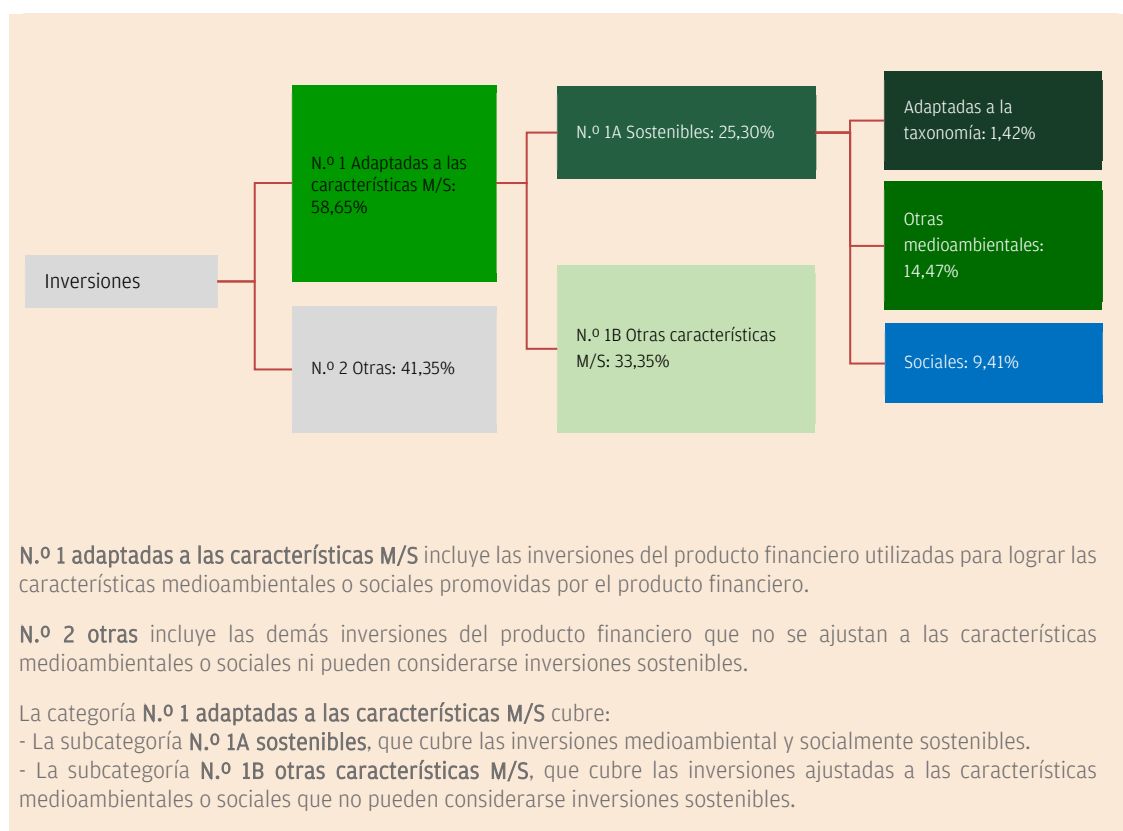 Inversiones
N.º 1 Adaptadas a las
características M/S:
58,65%
N.º 2 Otras: 41,35%
N.º 1A Sostenibles: 25,30%
N.º 1B Otras características
M/S: 33,35%
Adaptadas a la
taxonomía: 1,42%
Otras
medioambientales:
14,47%
Sociales: 9,41%
N.º 1 adaptadas a las características M/S incluye las inversiones del producto financiero utilizadas para lograr las
características medioambientales o sociales promovidas por el producto financiero.
N.º 2 otras incluye las demás inversiones del producto financiero que no se ajustan a las características
medioambientales o sociales ni pueden considerarse inversiones sostenibles.
La categoría N.º 1 adaptadas a las características M/S cubre:
- La subcategoría N.º 1A sostenibles, que cubre las inversiones medioambiental y socialmente sostenibles.
- La subcategoría N.º 1B otras características M/S, que cubre las inversiones ajustadas a las características
medioambientales o sociales que no pueden considerarse inversiones sostenibles.